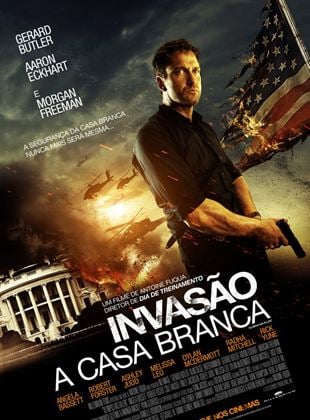 GERARD
BUTLER
AARON
ECKHART
E
MORGAN
FREEMAN
A SEGURANÇA DA CASA BRANCA
NUNCA MAIS SERÁ MESMA...
UM FILME DE ANTOINE FUQUA
DIRETOR DE DIA DE TREINAMENTO
INVASÃO
A CASA BRANCA
ANGELA
BASSETT
ROBERT
FORSTER
ASHLEY
JUDD
MELISSA
LEO
DYLAN
MCDERMOTT
RADHA
MITCHELL
RICK
YUNE
NOS CINEMAS